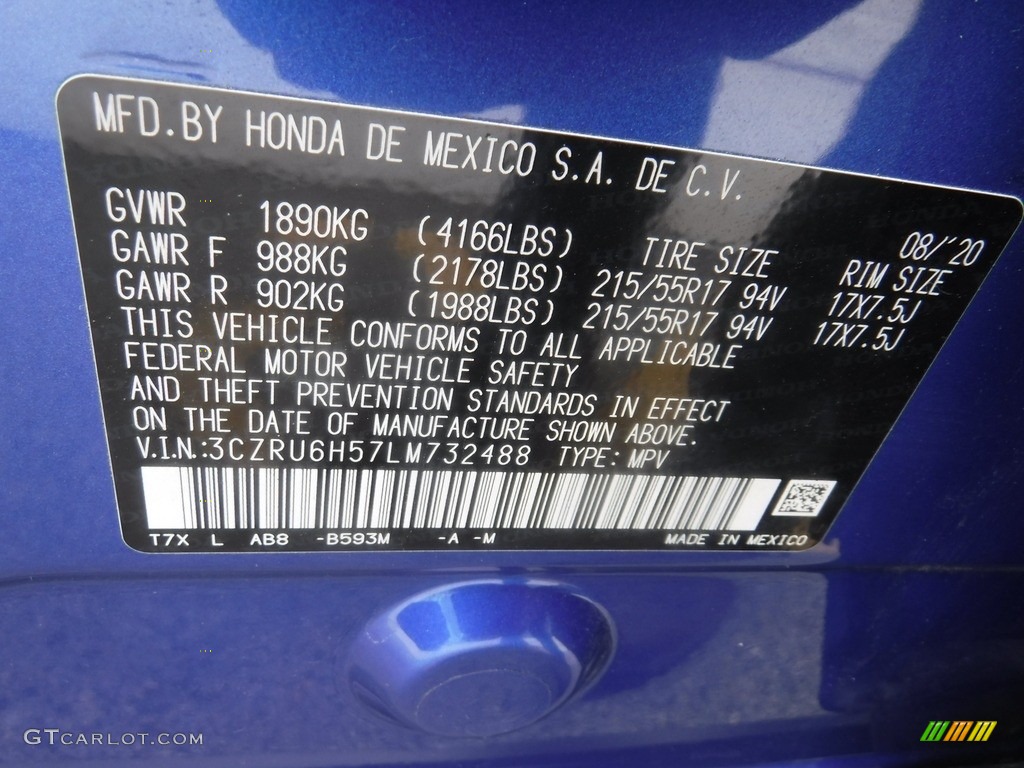 MFD.BY HONDA DE MEXICO S.A. DE C.V.
08/'20
GVWR 1890KG (4166LBS) TIRE SIZE RIM SIZE
GAWR F 988KG (2178LBS) 215/55R17 94V 17X7.5J
GAWR R 902KG (1988LBS) 215/55R17 94V 17X7.5J
THIS VEHICLE CONFORMS TO ALL APPLICABLE
FEDERAL MOTOR VEHICLE SAFETY
AND THEFT PREVENTION STANDARDS IN EFFECT
ON THE DATE OF MANUFACTURE SHOWN ABOVE.
V.I.N.:3CZRU6H57LM732488 TYPE: MPV
T7X L AB8 -B593M -A -M MADE IN MEXICO
GTCARLOT.COM